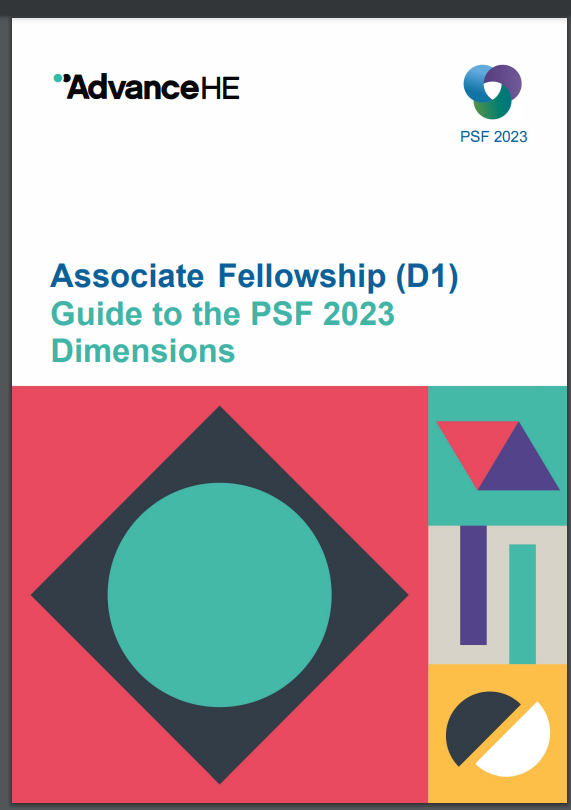 AdvanceHE
PSF 2023
Associate Fellowship (D1)
Guide to the PSF 2023
Dimensions